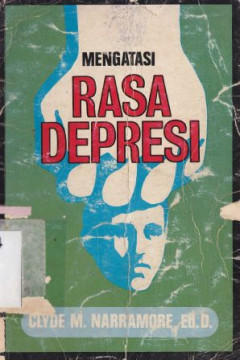 MENGATASI
RASA
DEPRESI
CLYDE M. NARRAMORE, Ed.D.